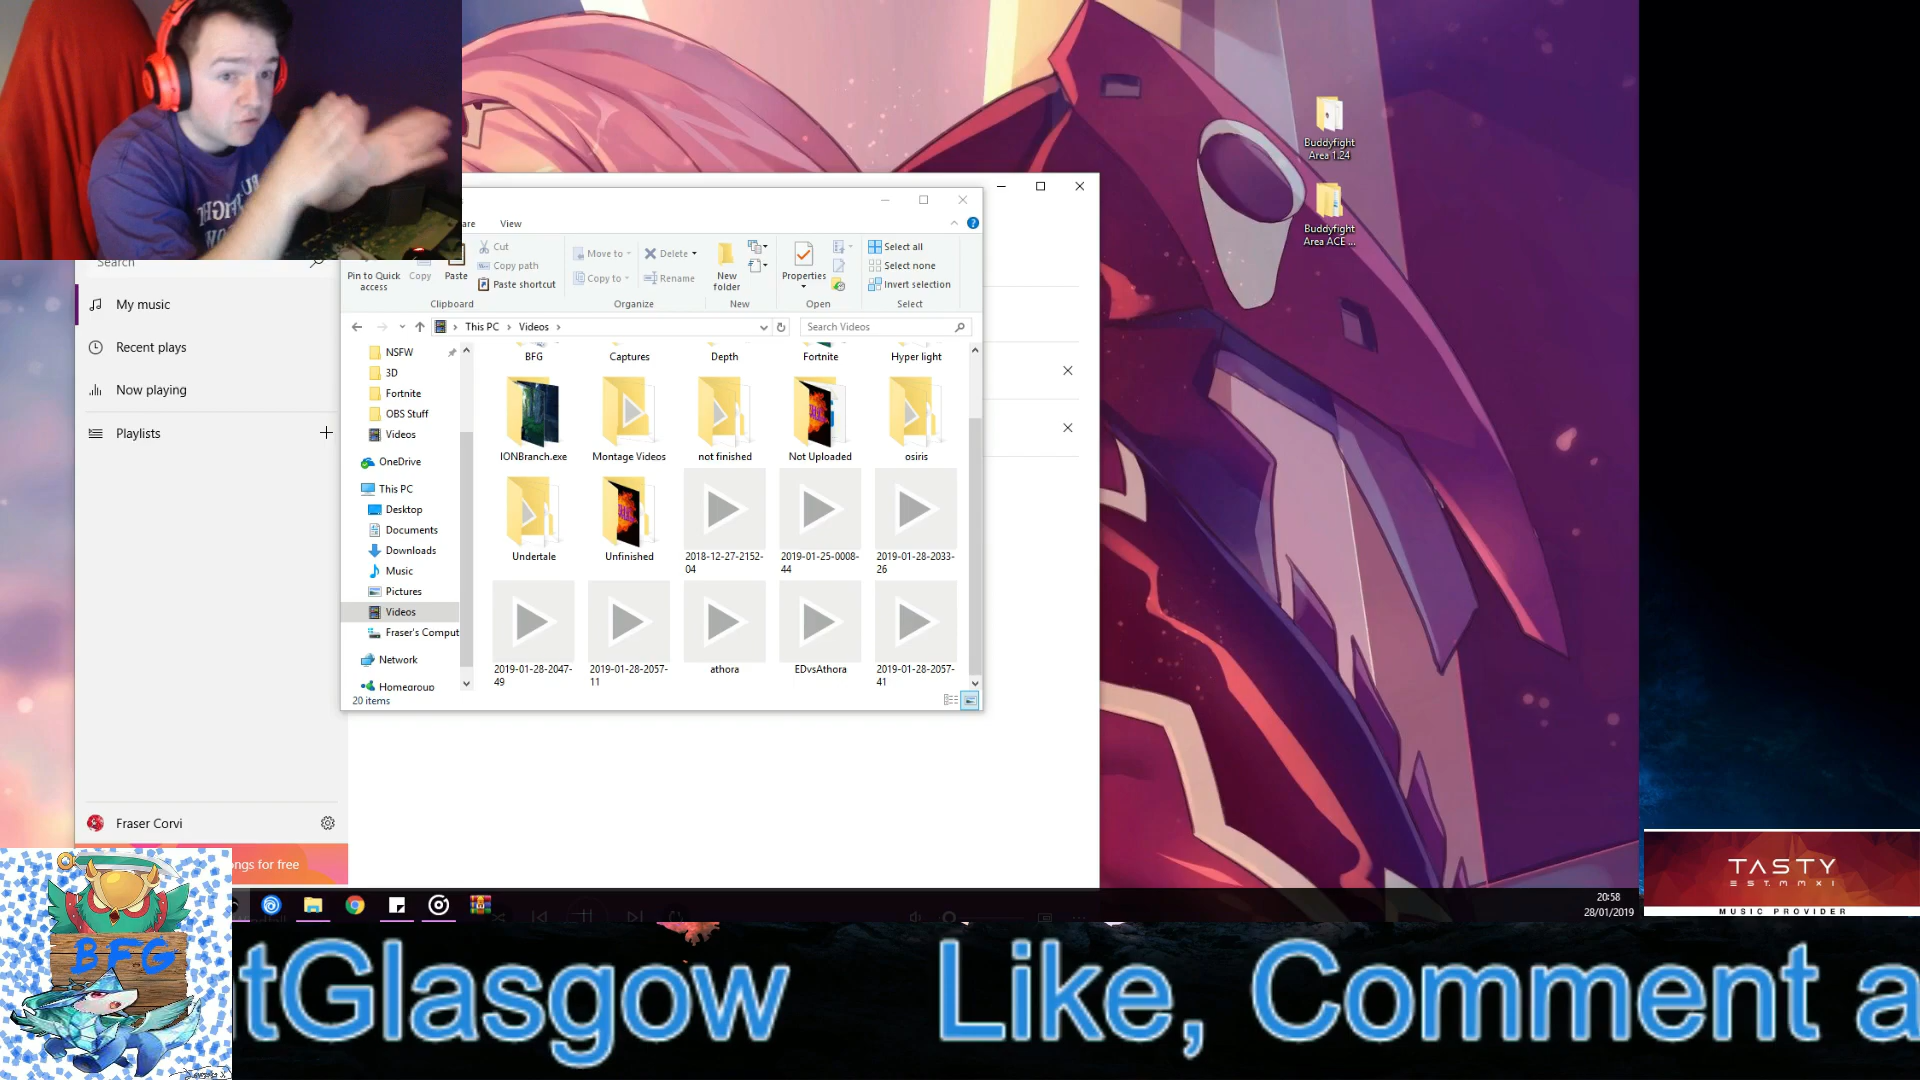 Buddyfight
Area 1.24
Buddyfight
Area ACE ...
View
Cut
Copy path
Paste shortcut
Pin to Quick
access
Copy
Paste
Move to
Copy to
Delete
Rename
New
folder
Properties
Select all
Select none
Invert selection
Clipboard
Organize
New
Open
Select
This PC
Videos
Search Videos
Search
My music
Recent plays
Now playing
Playlists
NSFW
3D
Fortnite
OBS Stuff
Videos
OneDrive
This PC
Desktop
Documents
Downloads
Music
Pictures
Videos
Fraser's Comput
Network
Homegroup
20 items
BFG
Captures
Depth
Fortnite
Hyper light
IONBranch.exe
Montage Videos
not finished
Not Uploaded
osiris
Undertale
Unfinished
2018-12-27-2152-
04
2019-01-25-0008-
44
2019-01-28-2033-
26
2019-01-28-2047-
49
2019-01-28-2057-
11
athora
EDvsAthora
2019-01-28-2057-
41
Fraser Corvi
ongs for free
20:58
28/01/2019
TASTY
EST.MMXI
MUSIC PROVIDER
BFG
tGlasgow
Like, Comment a